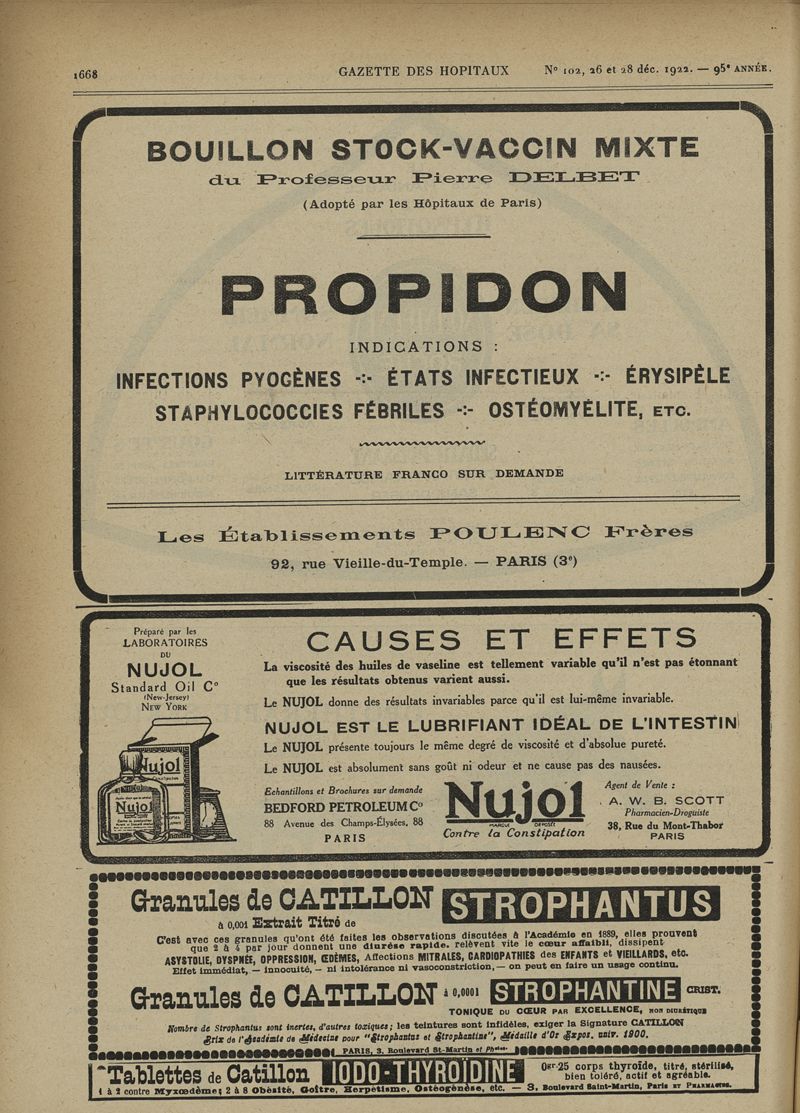 1668 GAZETTE DES HOPITAUX N° 102, 26 et 28 déc. 1922. — 95e ANNÉE.
BOUILLON STOCK-VACCIN MIXTE
du Professeur Pierre DELBET
(Adopté par les Hôpitaux de Paris)
PROPIDON
INDICATIONS :
INFECTIONS PYOGÈNES -:- ÉTATS INFECTIEUX -:- ÉRYSIPÈLE
STAPHYLOCOCCIES FÉBRILES -:- OSTÉOMYÉLITE, ETC.
LITTÉRATURE FRANCO SUR DEMANDE
Les Établissements POULENC Frères
92, rue Vieille-du-Temple. — PARIS (3e)
Préparé par les
LABORATOIRES
DU
NUJOL
Standard Oil Co
(New-Jersey)
NEW YORK
Nujol
Nujol
CAUSES ET EFFETS
La viscosité des huiles de vaseline est tellement variable qu'il n'est pas étonnant
que les résultats obtenus varient aussi.
Le NUJOL donne des résultats invariables parce qu'il est lui-même invariable.
NUJOL EST LE LUBRIFIANT IDÉAL DE L'INTESTIN
Le NUJOL présente toujours le même degré de viscosité et d'absolue pureté.
Le NUJOL est absolument sans goût ni odeur et ne cause pas des nausées.
Echantillons et Brochures sur demande
BEDFORD PETROLEUM Co
88 Avenue des Champs-Élysées, 88
PARIS
Nujol
MARQUE DÉPOSÉE
Contre la Constipation
Agent de Vente :
A. W. B. SCOTT
Pharmacien-Droguiste
38, Rue du Mont-Thabor
PARIS
Granules de CATILLON STROPHANTUS
à 0,001 Extrait Titré de
C'est avec ces granules qu'ont été faites les observations discutées à l'Académie en 1889, elles prouvent
que 2 à 4 par jour donnent une diurèse rapide, relèvent vite le cœur affaibli, dissipent
ASYSTOLIE, DYSPNÉE, OPPRESSION, ŒDÈMES, Affections MITRALES, CARDIOPATHIES des ENFANTS et VIEILLARDS, etc.
Effet immédiat, — innocuité, — ni intolérance ni vasoconstriction, — on peut en faire un usage continu.
Granules de CATILLON à 0,0001 STROPHANTINE CRIST.
TONIQUE DU CŒUR PAR EXCELLENCE, NON DIURÉTIQUE
Nombre de Strophantus sont inertes, d'autres toxiques; les teintures sont infidèles, exiger la Signature CATILLON
Prix de l'Académie de Médecine pour "Strophantus et Strophantine", Médaille d'Or Expos. univ. 1900.
PARIS, 3, Boulevard St-Martin et Phies.
Tablettes de Catillon IODO-THYROÏDINE
0gr25 corps thyroïde, titré, stérilisé,
bien toléré, actif et agréable.
1 à 2 contre Myxœdème; 2 à 8 Obésité, Goître, Herpétisme, Ostéogénèse, etc. — 3, Boulevard Saint-Martin, Paris ET PHARMACIES.